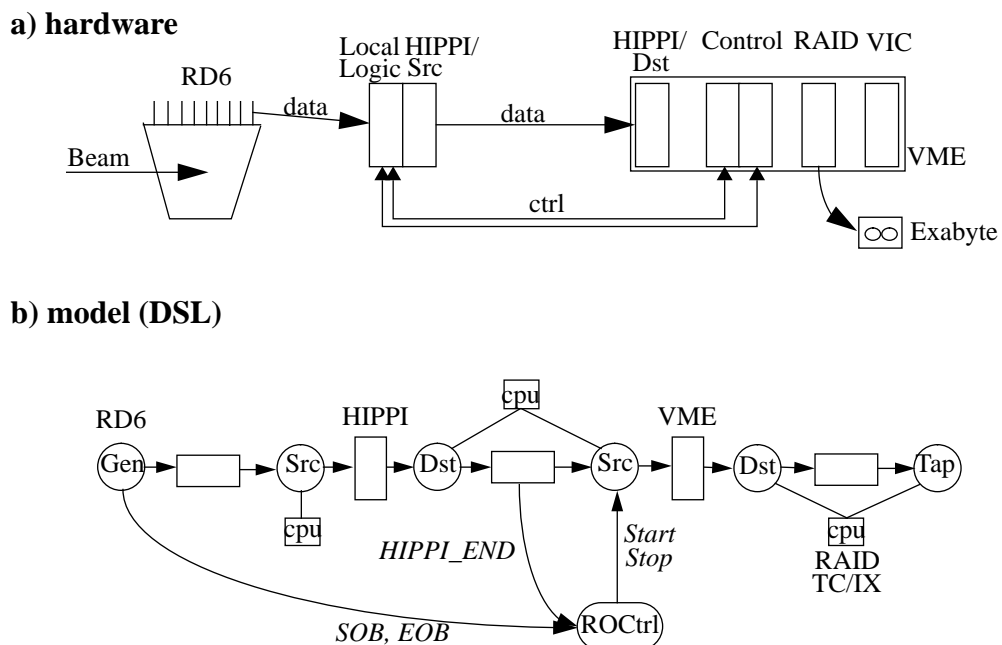 a) hardware
Local HIPPI/
Logic Src
HIPPI/ Control RAID VIC
Dst
RD6
data
data
Beam
VME
ctrl
Exabyte
b) model (DSL)
cpu
RD6
HIPPI
VME
Gen
Src
Dst
Src
Dst
Tap
cpu
cpu
HIPPI_END
Start
Stop
RAID
TC/IX
SOB, EOB
ROCtrl